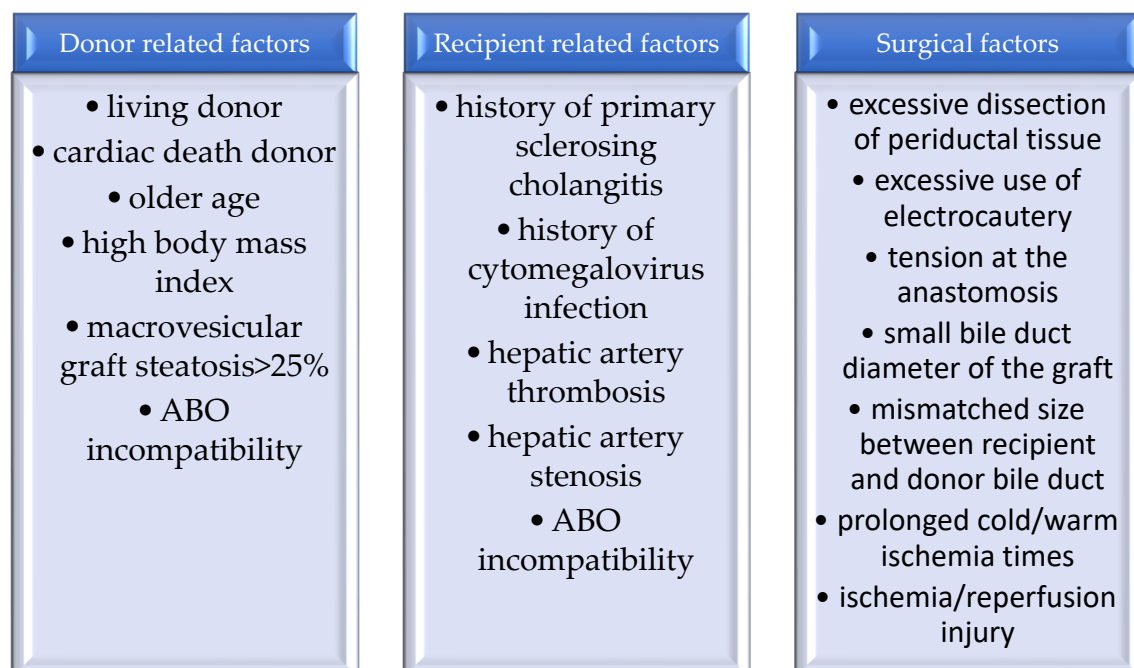 Donor related factors
• living donor
• cardiac death donor
• older age
• high body mass
index
• macrovesicular
graft steatosis>25%
• ABO
incompatibility
Recipient related factors
• history of primary
sclerosing
cholangitis
• history of
cytomegalovirus
infection
• hepatic artery
thrombosis
• hepatic artery
stenosis
• ABO
incompatibility
Surgical factors
• excessive dissection
of periductal tissue
• excessive use of
electrocautery
• tension at the
anastomosis
• small bile duct
diameter of the graft
• mismatched size
between recipient
and donor bile duct
• prolonged cold/warm
ischemia times
• ischemia/reperfusion
injury